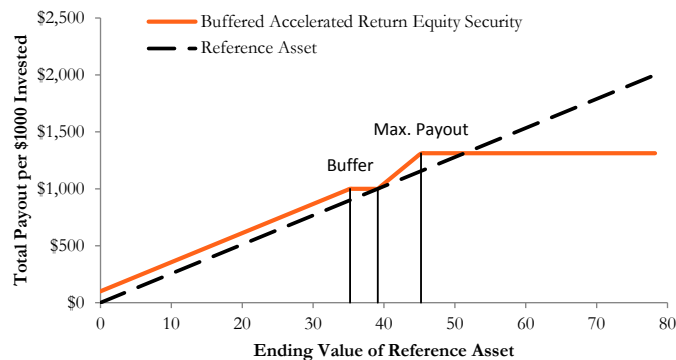 $2,500
Buffered Accelerated Return Equity Security
Reference Asset
$2,000
$1,500
Max. Payout
Buffer
$1,000
$500
$0
0 10 20 30 40 50 60 70 80
Total Payout per $1000 Invested
Ending Value of Reference Asset